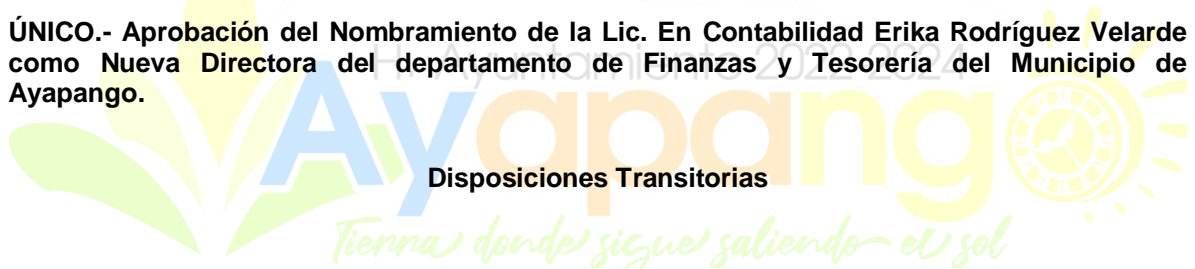 ÚNICO.- Aprobación del Nombramiento de la Lic. En Contabilidad Erika Rodríguez Velarde
como Nueva Directora del departamento de Finanzas y Tesorería del Municipio de
H. Ayuntamiento 2022-2024
Ayapango.
Ayapango
Disposiciones Transitorias
Tierra donde sigue saliendo el sol